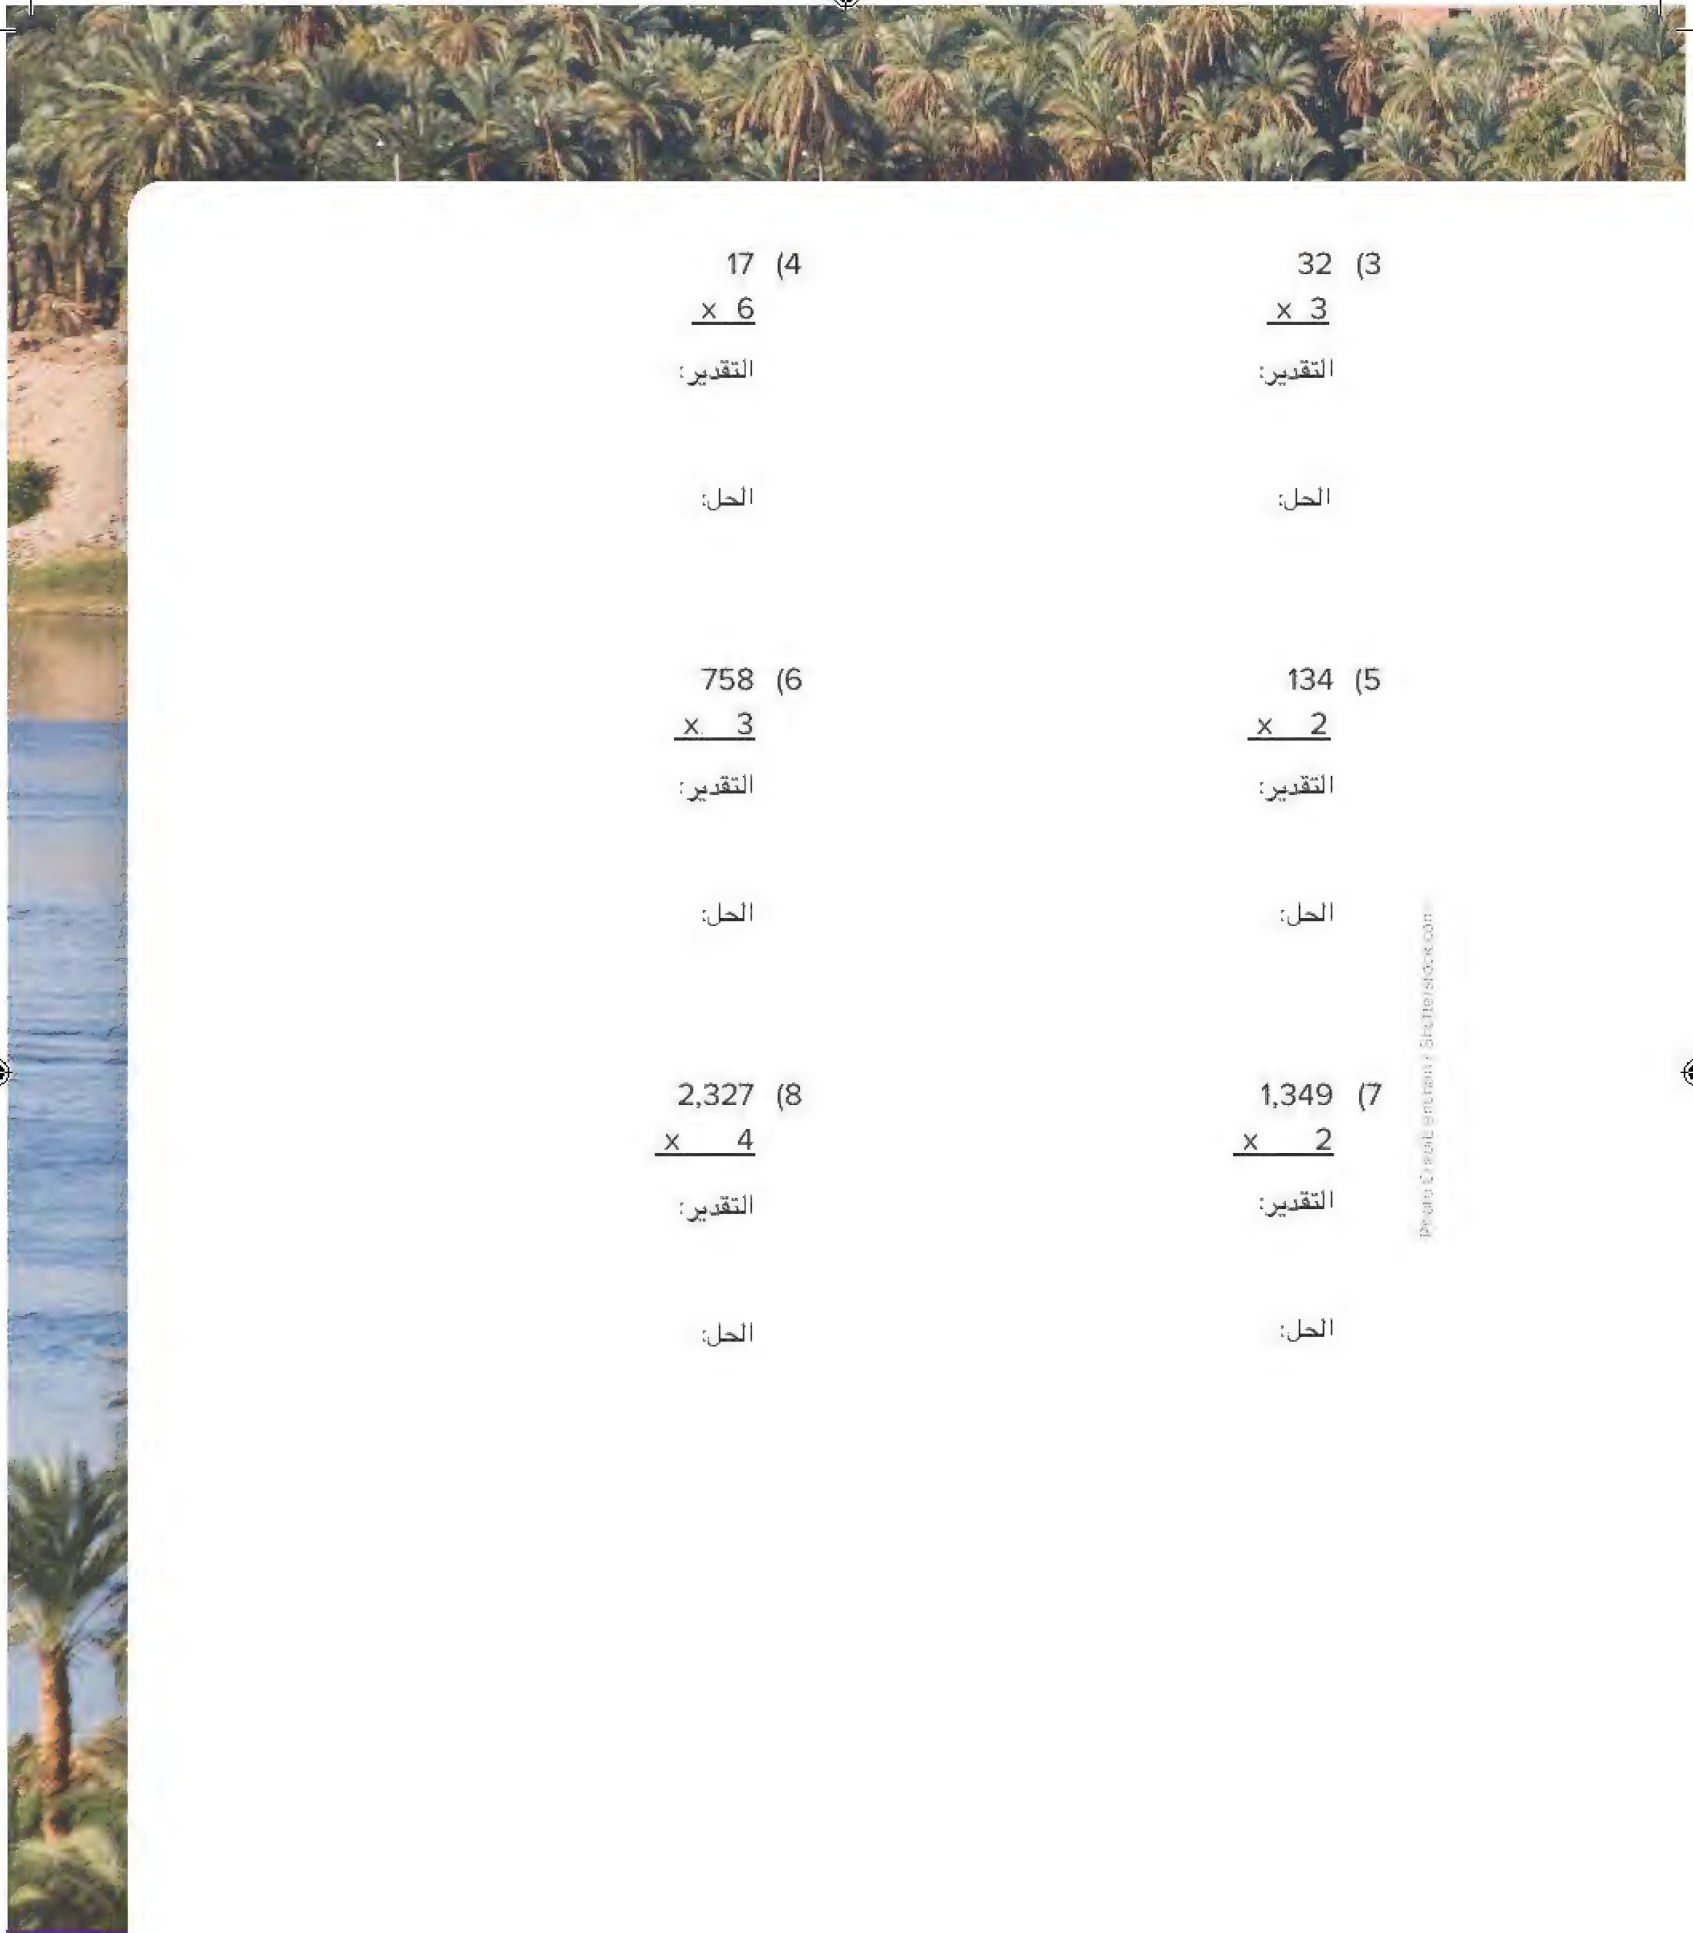 3) 32
x 3
التقدير:
الحل:
4) 17
x 6
التقدير:
الحل:
5) 134
x 2
التقدير:
الحل:
6) 758
x 3
التقدير:
الحل:
7) 1,349
x 2
التقدير:
الحل:
8) 2,327
x 4
التقدير:
الحل: